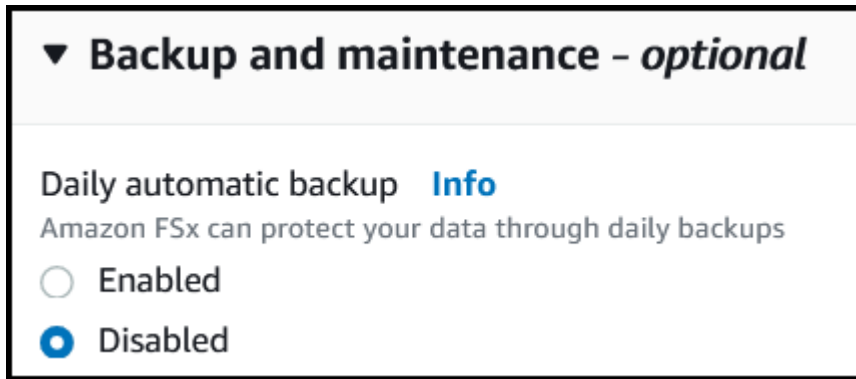 Backup and maintenance - optional
Daily automatic backup Info
Amazon FSx can protect your data through daily backups
Enabled
Disabled